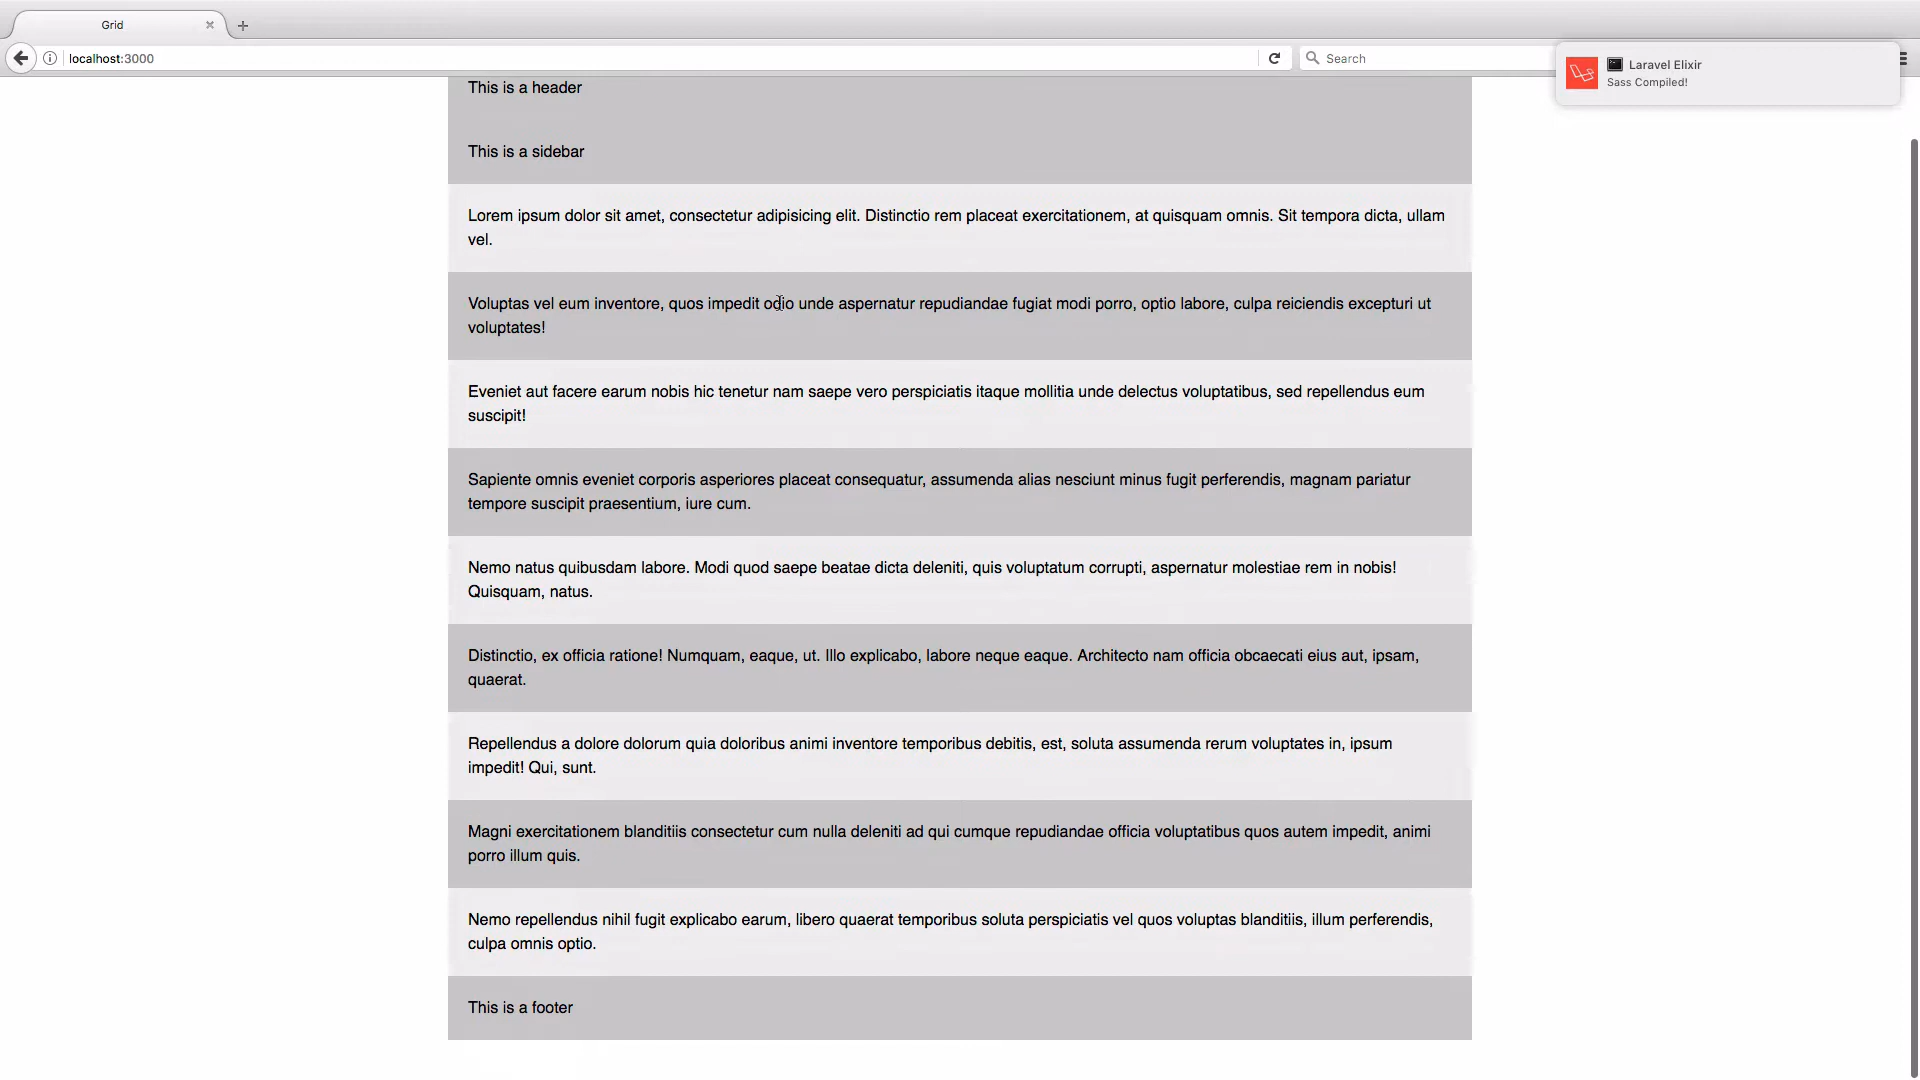 Grid
localhost:3000
Search
Laravel Elixir
Sass Compiled!
This is a header
This is a sidebar
Lorem ipsum dolor sit amet, consectetur adipisicing elit. Distinctio rem placeat exercitationem, at quisquam omnis. Sit tempora dicta, ullam
vel.
Voluptas vel eum inventore, quos impedit odio unde aspernatur repudiandae fugiat modi porro, optio labore, culpa reiciendis excepturi ut
voluptates!
Eveniet aut facere earum nobis hic tenetur nam saepe vero perspiciatis itaque mollitia unde delectus voluptatibus, sed repellendus eum
suscipit!
Sapiente omnis eveniet corporis asperiores placeat consequatur, assumenda alias nesciunt minus fugit perferendis, magnam pariatur
tempore suscipit praesentium, iure cum.
Nemo natus quibusdam labore. Modi quod saepe beatae dicta deleniti, quis voluptatum corrupti, aspernatur molestiae rem in nobis!
Quisquam, natus.
Distinctio, ex officia ratione! Numquam, eaque, ut. Illo explicabo, labore neque eaque. Architecto nam officia obcaecati eius aut, ipsam,
quaerat.
Repellendus a dolore dolorum quia doloribus animi inventore temporibus debitis, est, soluta assumenda rerum voluptates in, ipsum
impedit! Qui, sunt.
Magni exercitationem blanditiis consectetur cum nulla deleniti ad qui cumque repudiandae officia voluptatibus quos autem impedit, animi
porro illum quis.
Nemo repellendus nihil fugit explicabo earum, libero quaerat temporibus soluta perspiciatis vel quos voluptas blanditiis, illum perferendis,
culpa omnis optio.
This is a footer